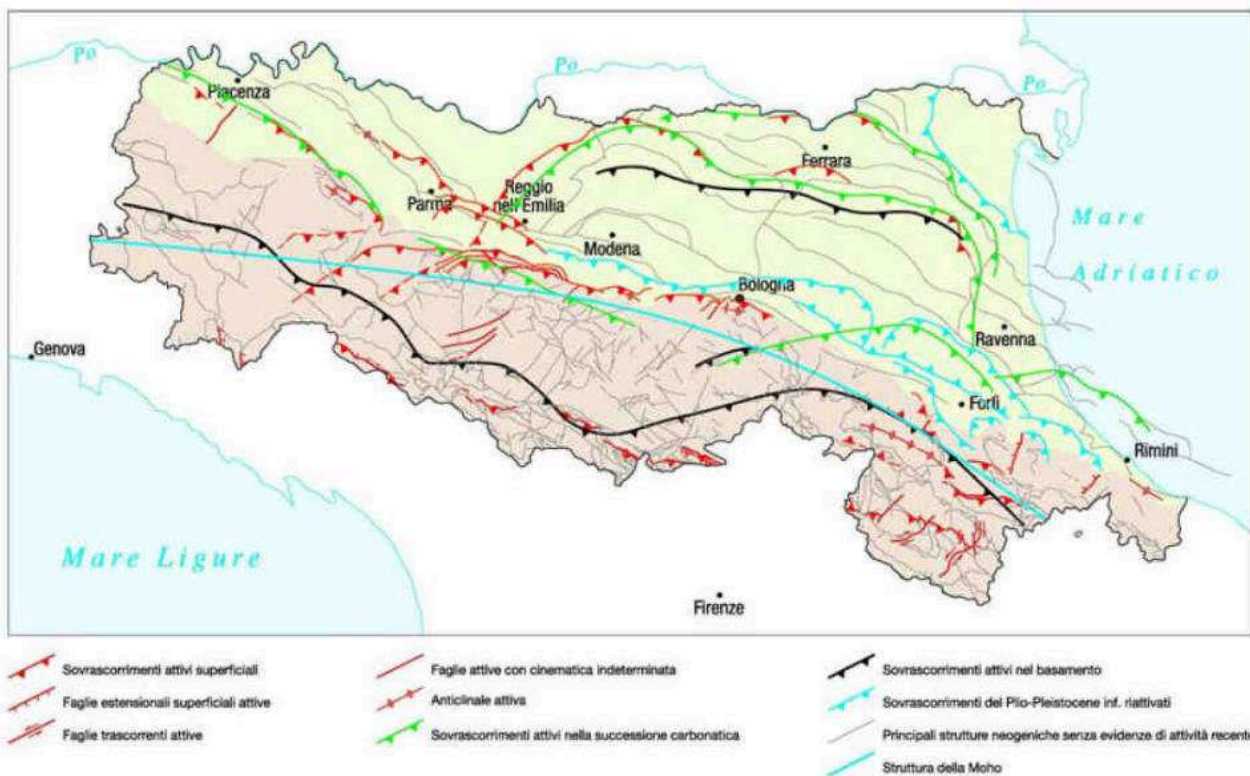 Po
Po
Po
Piacenza
Ferrara
Parma
Reggio
nell'Emilia
Modena
Mare
Adriatico
Bologna
Ravenna
Genova
Forlì
Rimini
Mare Ligure
Firenze
Sovrascorrimenti attivi superficiali
Faglie estensionali superficiali attive
Faglie trascorrenti attive
Faglie attive con cinematica indeterminata
Anticlinale attiva
Sovrascorrimenti attivi nella successione carbonatica
Sovrascorrimenti attivi nel basamento
Sovrascorrimenti del Plio-Pleistocene inf. riattivati
Principali strutture neogeniche senza evidenze di attività recente
Struttura della Moho